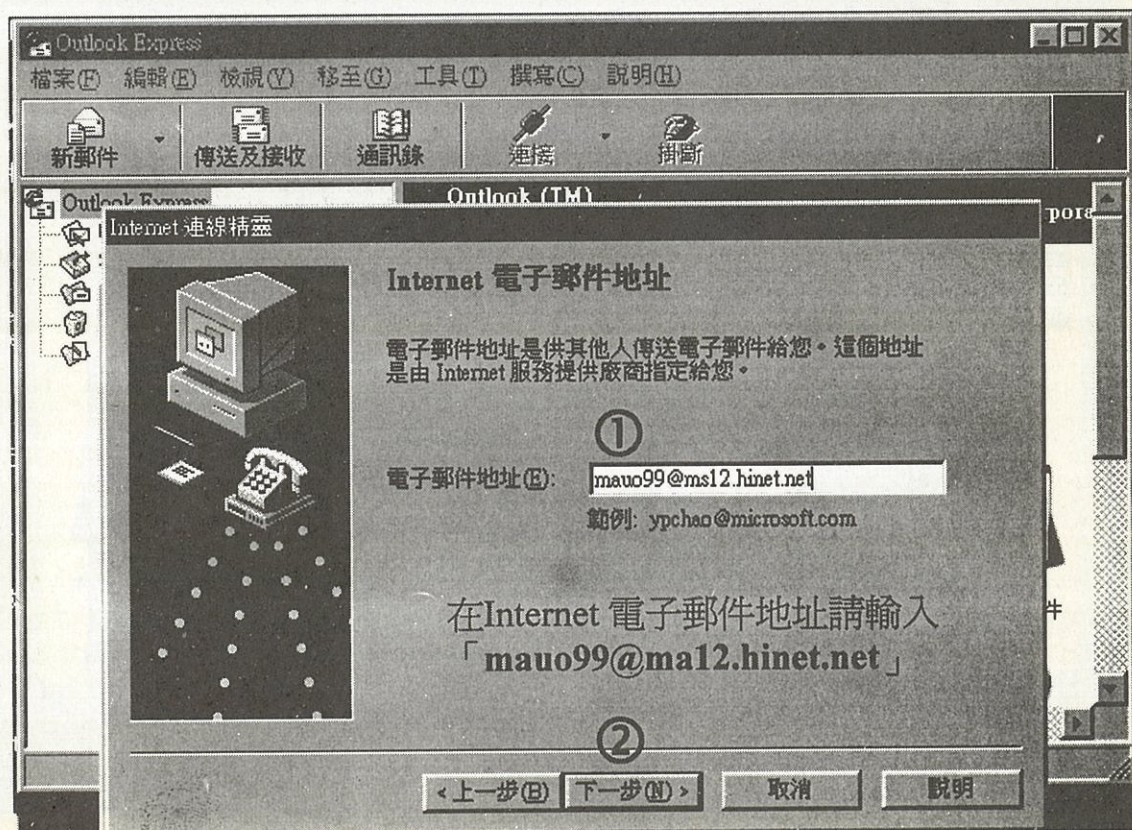 Outlook Express
檔案(F) 編輯(E) 檢視(V) 移至(G) 工具(T) 撰寫(C) 說明(H)
新郵件 傳送及接收 通訊錄 連接 掛斷
Outlook Express
Outlook (TM)
pora
Internet 連線精靈
Internet 電子郵件地址
電子郵件地址是供其他人傳送電子郵件給您。這個地址
是由 Internet 服務提供廠商指定給您。
①
電子郵件地址(E): mauo99@ms12.hinet.net
範例: ypchao@microsoft.com
件
在Internet 電子郵件地址請輸入
「mauo99@ma12.hinet.net」
②
<上一步(B) 下一步(N)> 取消 說明